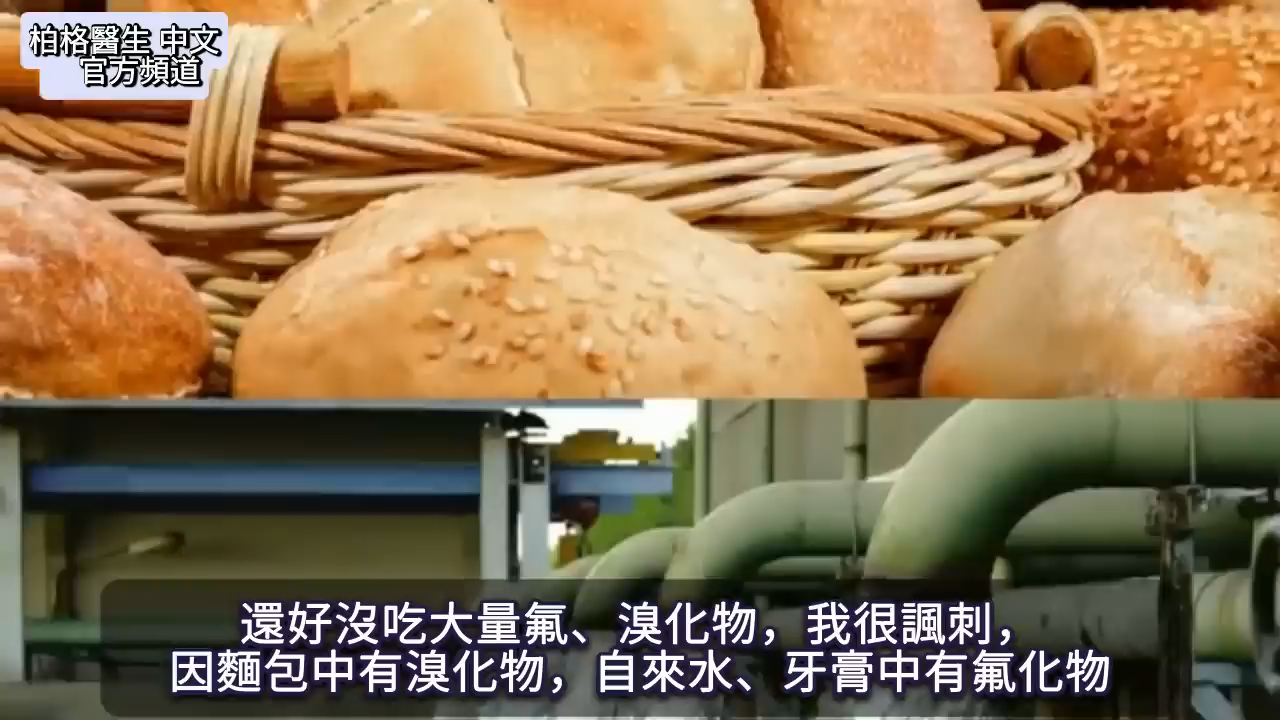 柏格醫生 中文
官方頻道
還好沒吃大量氟、溴化物，我很諷刺，
因麵包中有溴化物，自來水、牙膏中有氟化物